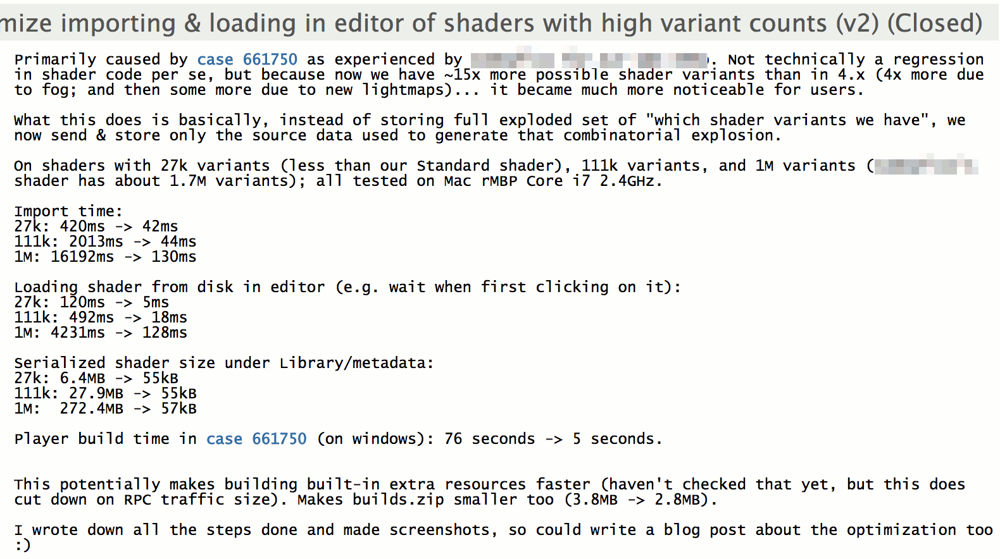 mize importing & loading in editor of shaders with high variant counts (v2) (Closed)
Primarily caused by case 661750 as experienced by . Not technically a regression
in shader code per se, but because now we have ~15x more possible shader variants than in 4.x (4x more due
to fog; and then some more due to new lightmaps)... it became much more noticeable for users.
What this does is basically, instead of storing full exploded set of "which shader variants we have", we
now send & store only the source data used to generate that combinatorial explosion.
On shaders with 27k variants (less than our Standard shader), 111k variants, and 1M variants (
shader has about 1.7M variants); all tested on Mac rMBP Core i7 2.4GHz.
Import time:
27k: 420ms -> 42ms
111k: 2013ms -> 44ms
1M: 16192ms -> 130ms
Loading shader from disk in editor (e.g. wait when first clicking on it):
27k: 120ms -> 5ms
111k: 492ms -> 18ms
1M: 4231ms -> 128ms
Serialized shader size under Library/metadata:
27k: 6.4MB -> 55kB
111k: 27.9MB -> 55kB
1M:  272.4MB -> 57kB
Player build time in case 661750 (on windows): 76 seconds -> 5 seconds.
This potentially makes building built-in extra resources faster (haven't checked that yet, but this does
cut down on RPC traffic size). Makes builds.zip smaller too (3.8MB -> 2.8MB).
I wrote down all the steps done and made screenshots, so could write a blog post about the optimization too
:)